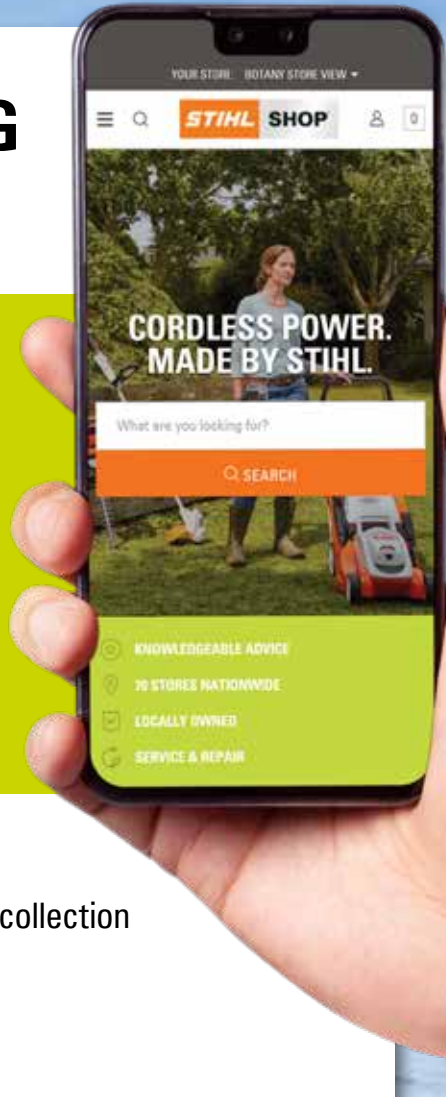 G
YOUR STORE: BOTANY STORE VIEW
STIHL SHOP
0
CORDLESS POWER.
MADE BY STIHL.
What are you looking for?
SEARCH
KNOWLEDGEABLE ADVICE
70 STORES NATIONWIDE
LOCALLY OWNED
SERVICE & REPAIR
collection